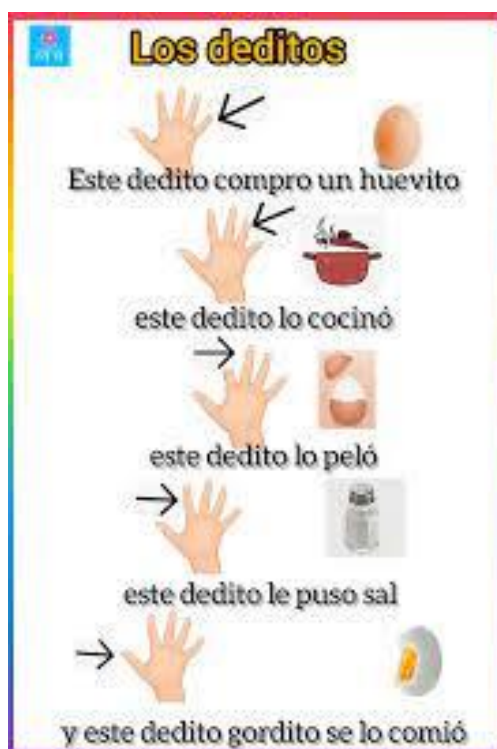 Los deditos
Este dedito compro un huevito
este dedito lo cocinó
este dedito lo peló
este dedito le puso sal
y este dedito gordito se lo comió